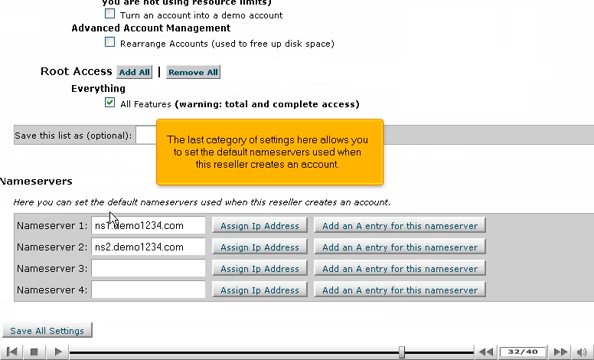 you are not using resource limits)
Turn an account into a demo account
Advanced Account Management
Rearrange Accounts (used to free up disk space)
Root Access Add All | Remove All
Everything
All Features (warning: total and complete access)
Save this list as (optional):
The last category of settings here allows you
to set the default nameservers used when
this reseller creates an account.
Nameservers
Here you can set the default nameservers used when this reseller creates an account.
Nameserver 1: ns1.demo1234.com Assign Ip Address Add an A entry for this nameserver
Nameserver 2: ns2.demo1234.com Assign Ip Address Add an A entry for this nameserver
Nameserver 3: Assign Ip Address Add an A entry for this nameserver
Nameserver 4: Assign Ip Address Add an A entry for this nameserver
Save All Settings
32/40